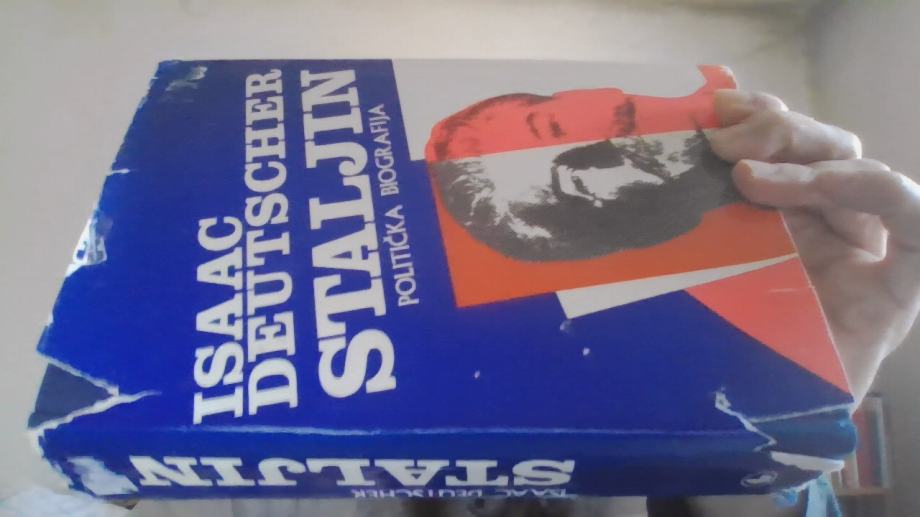 ISAAC
DEUTSCHER
STALJIN
POLITIČKA BIOGRAFIJA
ISAAC DEUTSCHER
STALJIN